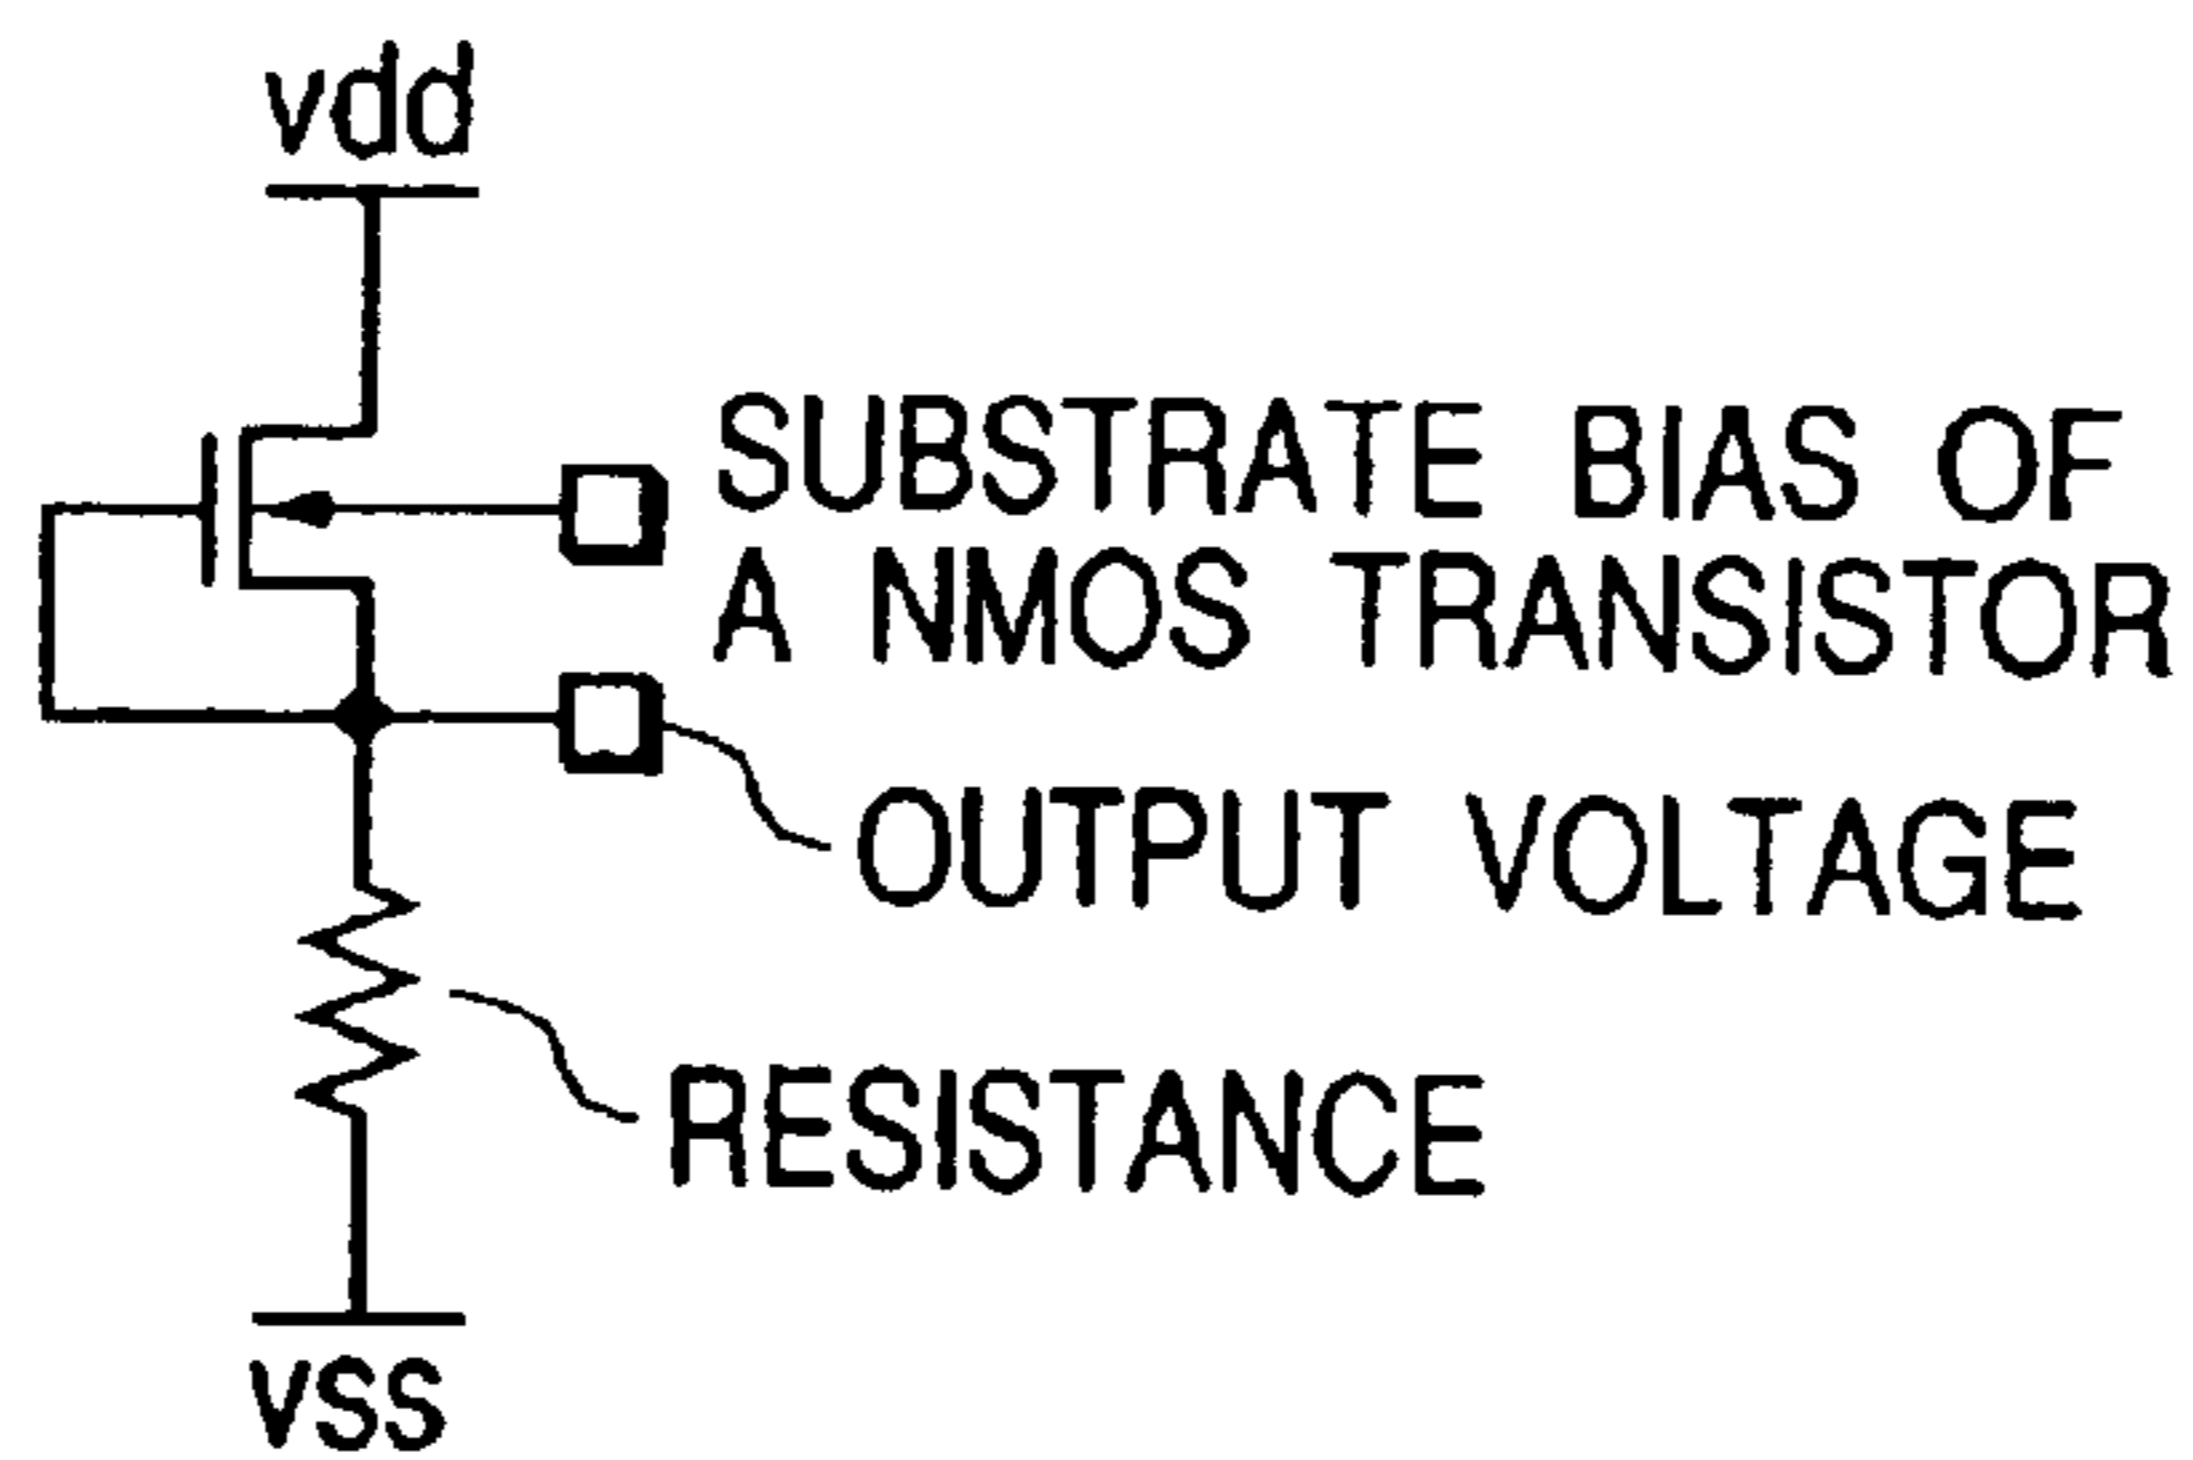 vdd
SUBSTRATE BIAS OF
A NMOS TRANSISTOR
OUTPUT VOLTAGE
RESISTANCE
vss